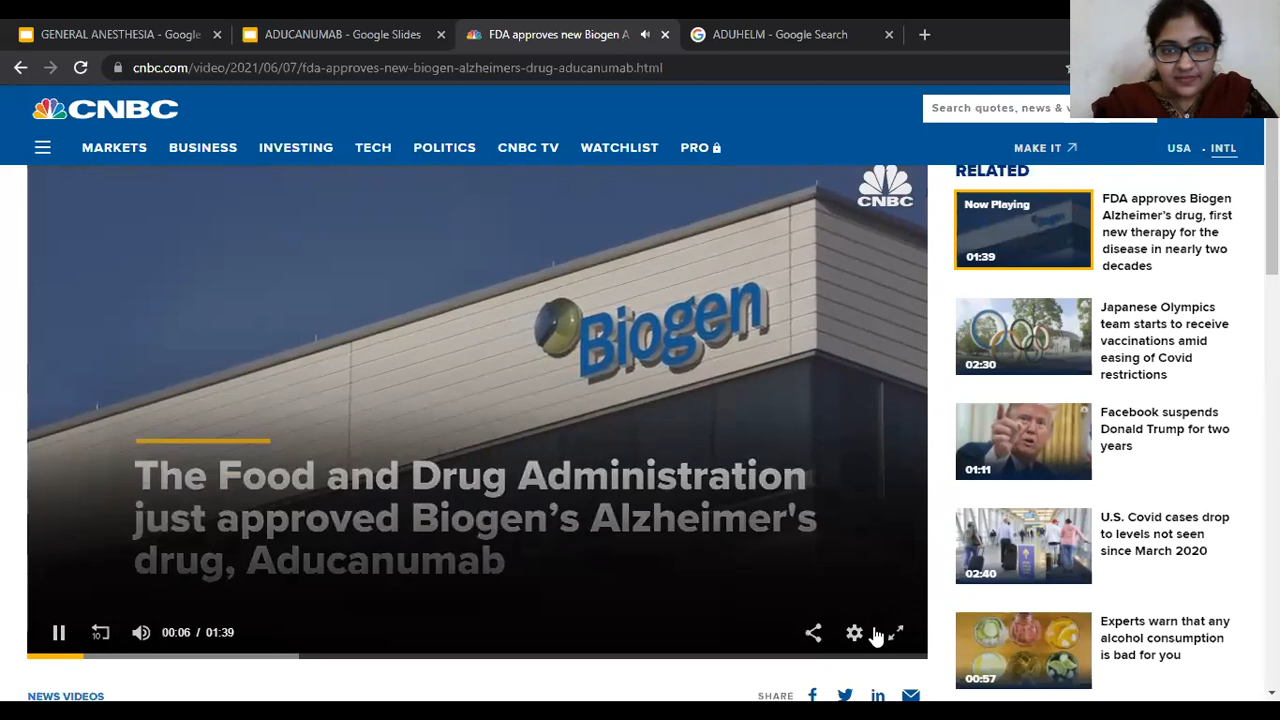 GENERAL ANESTHESIA - Google
ADUCANUMAB - Google Slides
FDA approves new Biogen A
ADUHELM - Google Search
cnbc.com/video/2021/06/07/fda-approves-new-biogen-alzheimers-drug-aducanumab.html
CNBC
Search quotes, news &
MARKETS
BUSINESS
INVESTING
TECH
POLITICS
CNBC TV
WATCHLIST
PRO
MAKE IT
USA
INTL
CNBC
Biogen
The Food and Drug Administration
just approved Biogen’s Alzheimer's
drug, Aducanumab
10
00:06 / 01:39
NEWS VIDEOS
SHARE
RELATED
Now Playing
01:39
FDA approves Biogen
Alzheimer’s drug, first
new therapy for the
disease in nearly two
decades
02:30
Japanese Olympics
team starts to receive
vaccinations amid
easing of Covid
restrictions
01:11
Facebook suspends
Donald Trump for two
years
02:40
U.S. Covid cases drop
to levels not seen
since March 2020
00:57
Experts warn that any
alcohol consumption
is bad for you